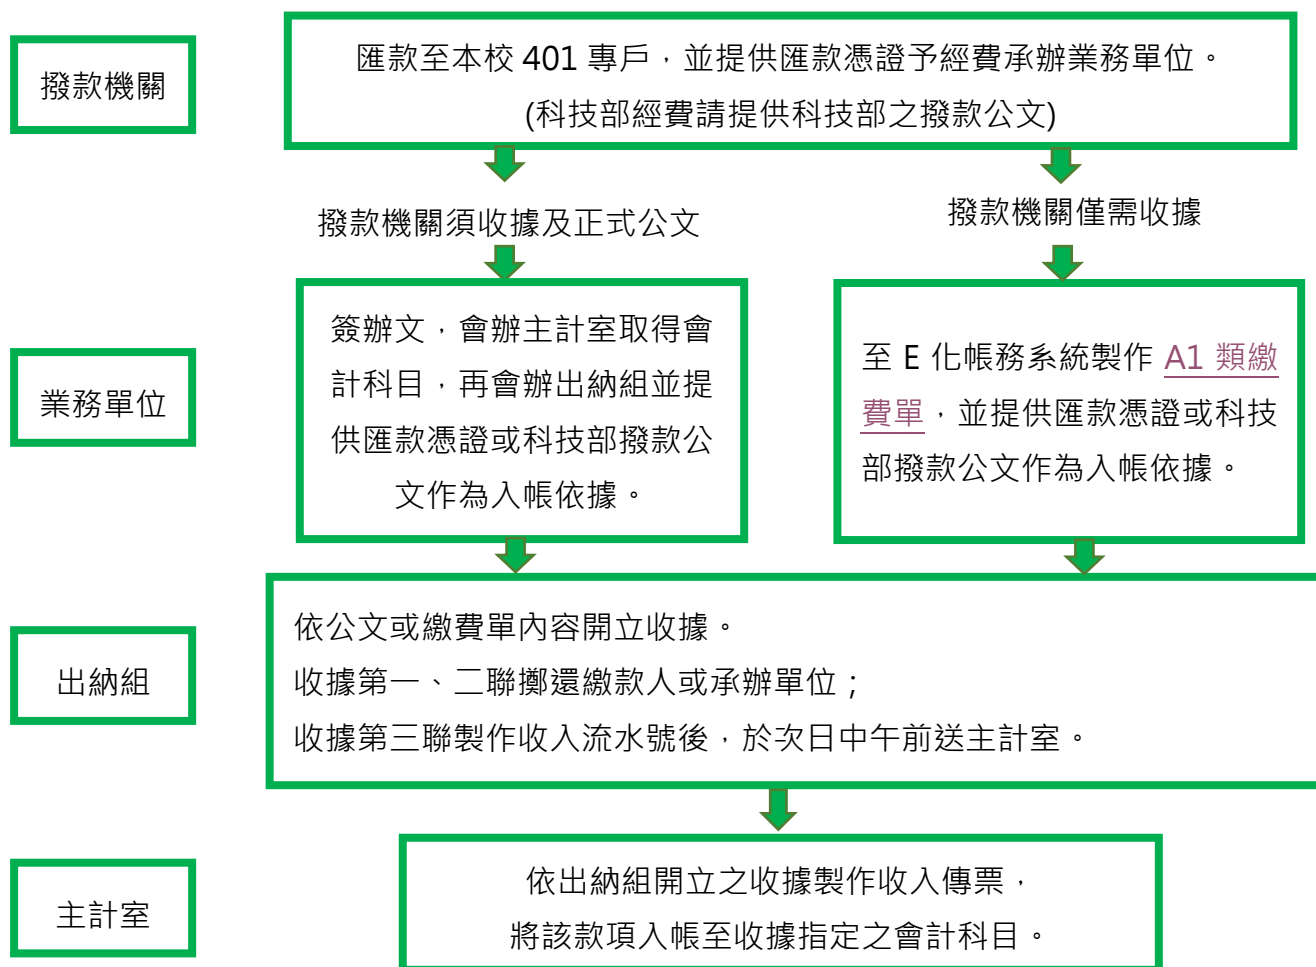 撥款機關
匯款至本校 401 專戶，並提供匯款憑證予經費承辦業務單位。
(科技部經費請提供科技部之撥款公文)
撥款機關須收據及正式公文
撥款機關僅需收據
業務單位
簽辦文，會辦主計室取得會
計科目，再會辦出納組並提
供匯款憑證或科技部撥款公
文作為入帳依據。
至 E 化帳務系統製作 A1 類繳
費單，並提供匯款憑證或科技
部撥款公文作為入帳依據。
出納組
依公文或繳費單內容開立收據。
收據第一、二聯擲還繳款人或承辦單位；
收據第三聯製作收入流水號後，於次日中午前送主計室。
主計室
依出納組開立之收據製作收入傳票，
將該款項入帳至收據指定之會計科目。